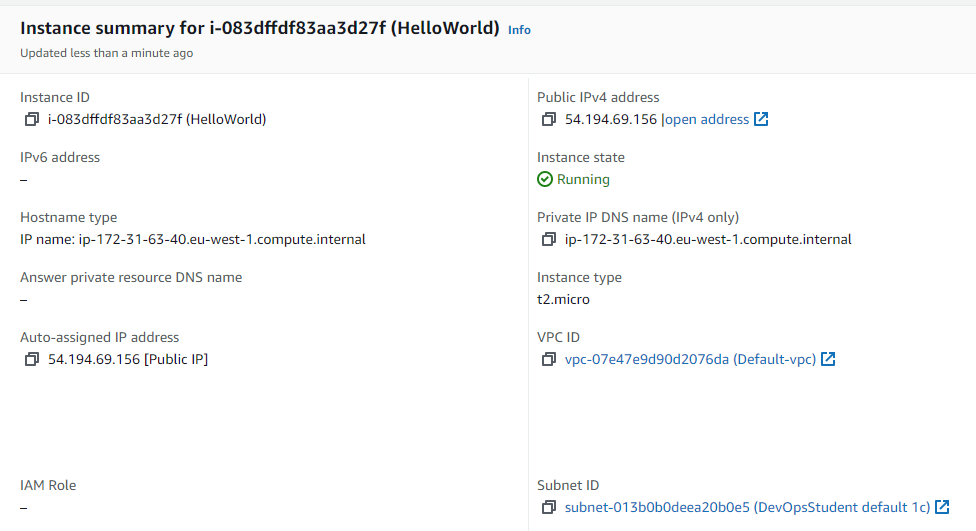 Instance summary for i-083dffdf83aa3d27f (HelloWorld) Info
Updated less than a minute ago
Instance ID
i-083dffdf83aa3d27f (HelloWorld)
Public IPv4 address
54.194.69.156 |open address
IPv6 address
–
Instance state
Running
Hostname type
IP name: ip-172-31-63-40.eu-west-1.compute.internal
Private IP DNS name (IPv4 only)
ip-172-31-63-40.eu-west-1.compute.internal
Answer private resource DNS name
–
Instance type
t2.micro
Auto-assigned IP address
54.194.69.156 [Public IP]
VPC ID
vpc-07e47e9d90d2076da (Default-vpc)
IAM Role
–
Subnet ID
subnet-013b0b0deea20b0e5 (DevOpsStudent default 1c)